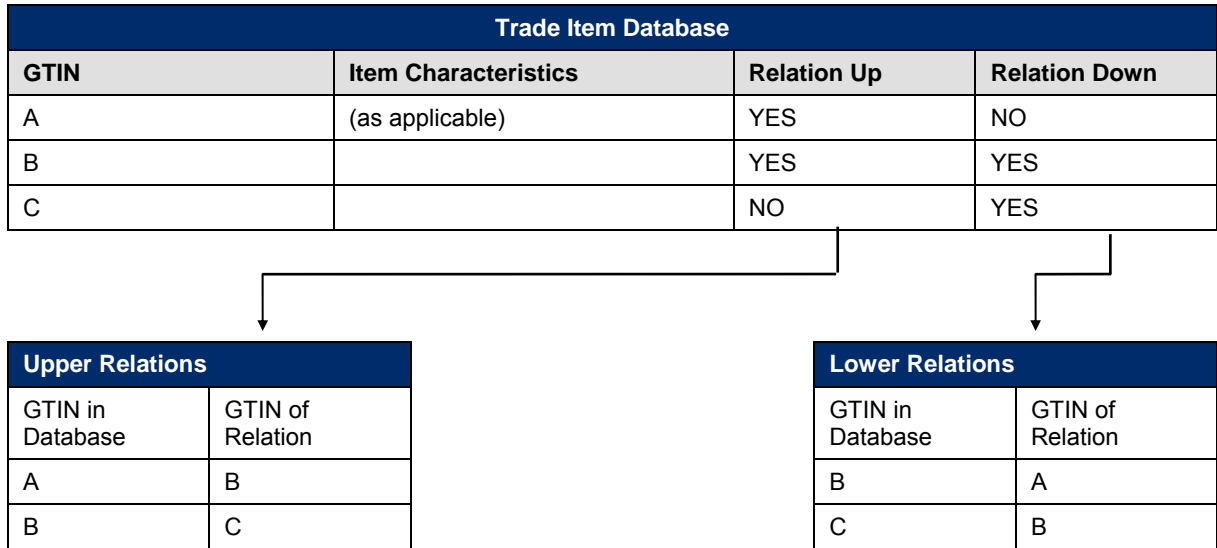 Trade Item Database
GTIN Item Characteristics Relation Up Relation Down
A (as applicable) YES NO
B YES YES
C NO YES
Upper Relations
GTIN in Database GTIN of Relation
A B
B C
Lower Relations
GTIN in Database GTIN of Relation
B A
C B